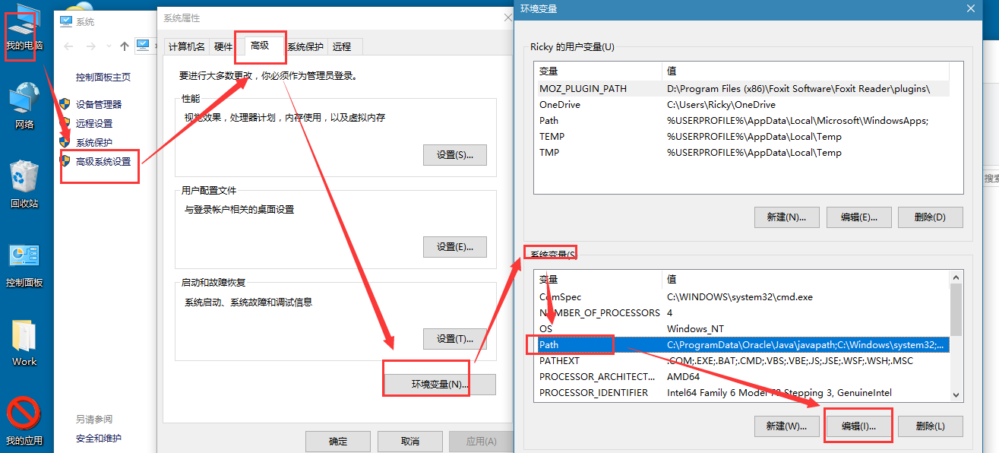 我的电脑
网络
回收站
控制面板
Work
我的应用
系统
控制面板主页
设备管理器
远程设置
系统保护
高级系统设置
另请参阅
安全和维护
系统属性
计算机名 硬件 高级 系统保护 远程
要进行大多数更改，你必须作为管理员登录。
性能
视觉效果，处理器计划，内存使用，以及虚拟内存
设置(S)...
用户配置文件
与登录帐户相关的桌面设置
设置(E)...
启动和故障恢复
系统启动、系统故障和调试信息
设置(T)...
环境变量(N)...
确定 取消 应用(A)
环境变量
Ricky 的用户变量(U)
变量 值
MOZ_PLUGIN_PATH D:\Program Files (x86)\Foxit Software\Foxit Reader\plugins\
OneDrive C:\Users\Ricky\OneDrive
Path %USERPROFILE%\AppData\Local\Microsoft\WindowsApps;
TEMP %USERPROFILE%\AppData\Local\Temp
TMP %USERPROFILE%\AppData\Local\Temp
新建(N)... 编辑(E)... 删除(D)
系统变量(S)
变量 值
ComSpec C:\WINDOWS\system32\cmd.exe
NUMBER_OF_PROCESSORS 4
OS Windows_NT
Path C:\ProgramData\Oracle\Java\javapath;C:\Windows\system32;...
PATHEXT .COM;.EXE;.BAT;.CMD;.VBS;.VBE;.JS;.JSE;.WSF;.WSH;.MSC
PROCESSOR_ARCHITECT... AMD64
PROCESSOR_IDENTIFIER Intel64 Family 6 Model 78 Stepping 3, GenuineIntel
新建(W)... 编辑(I)... 删除(L)
搜索